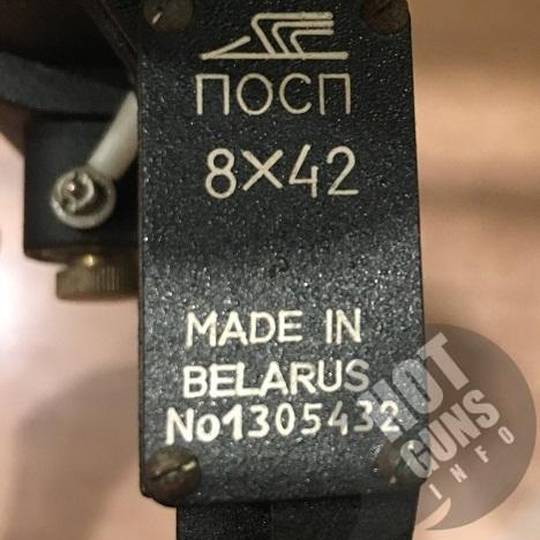 ПОСП
8×42
MADE IN
BELARUS
No1305432
HOT
GUNS
INFO